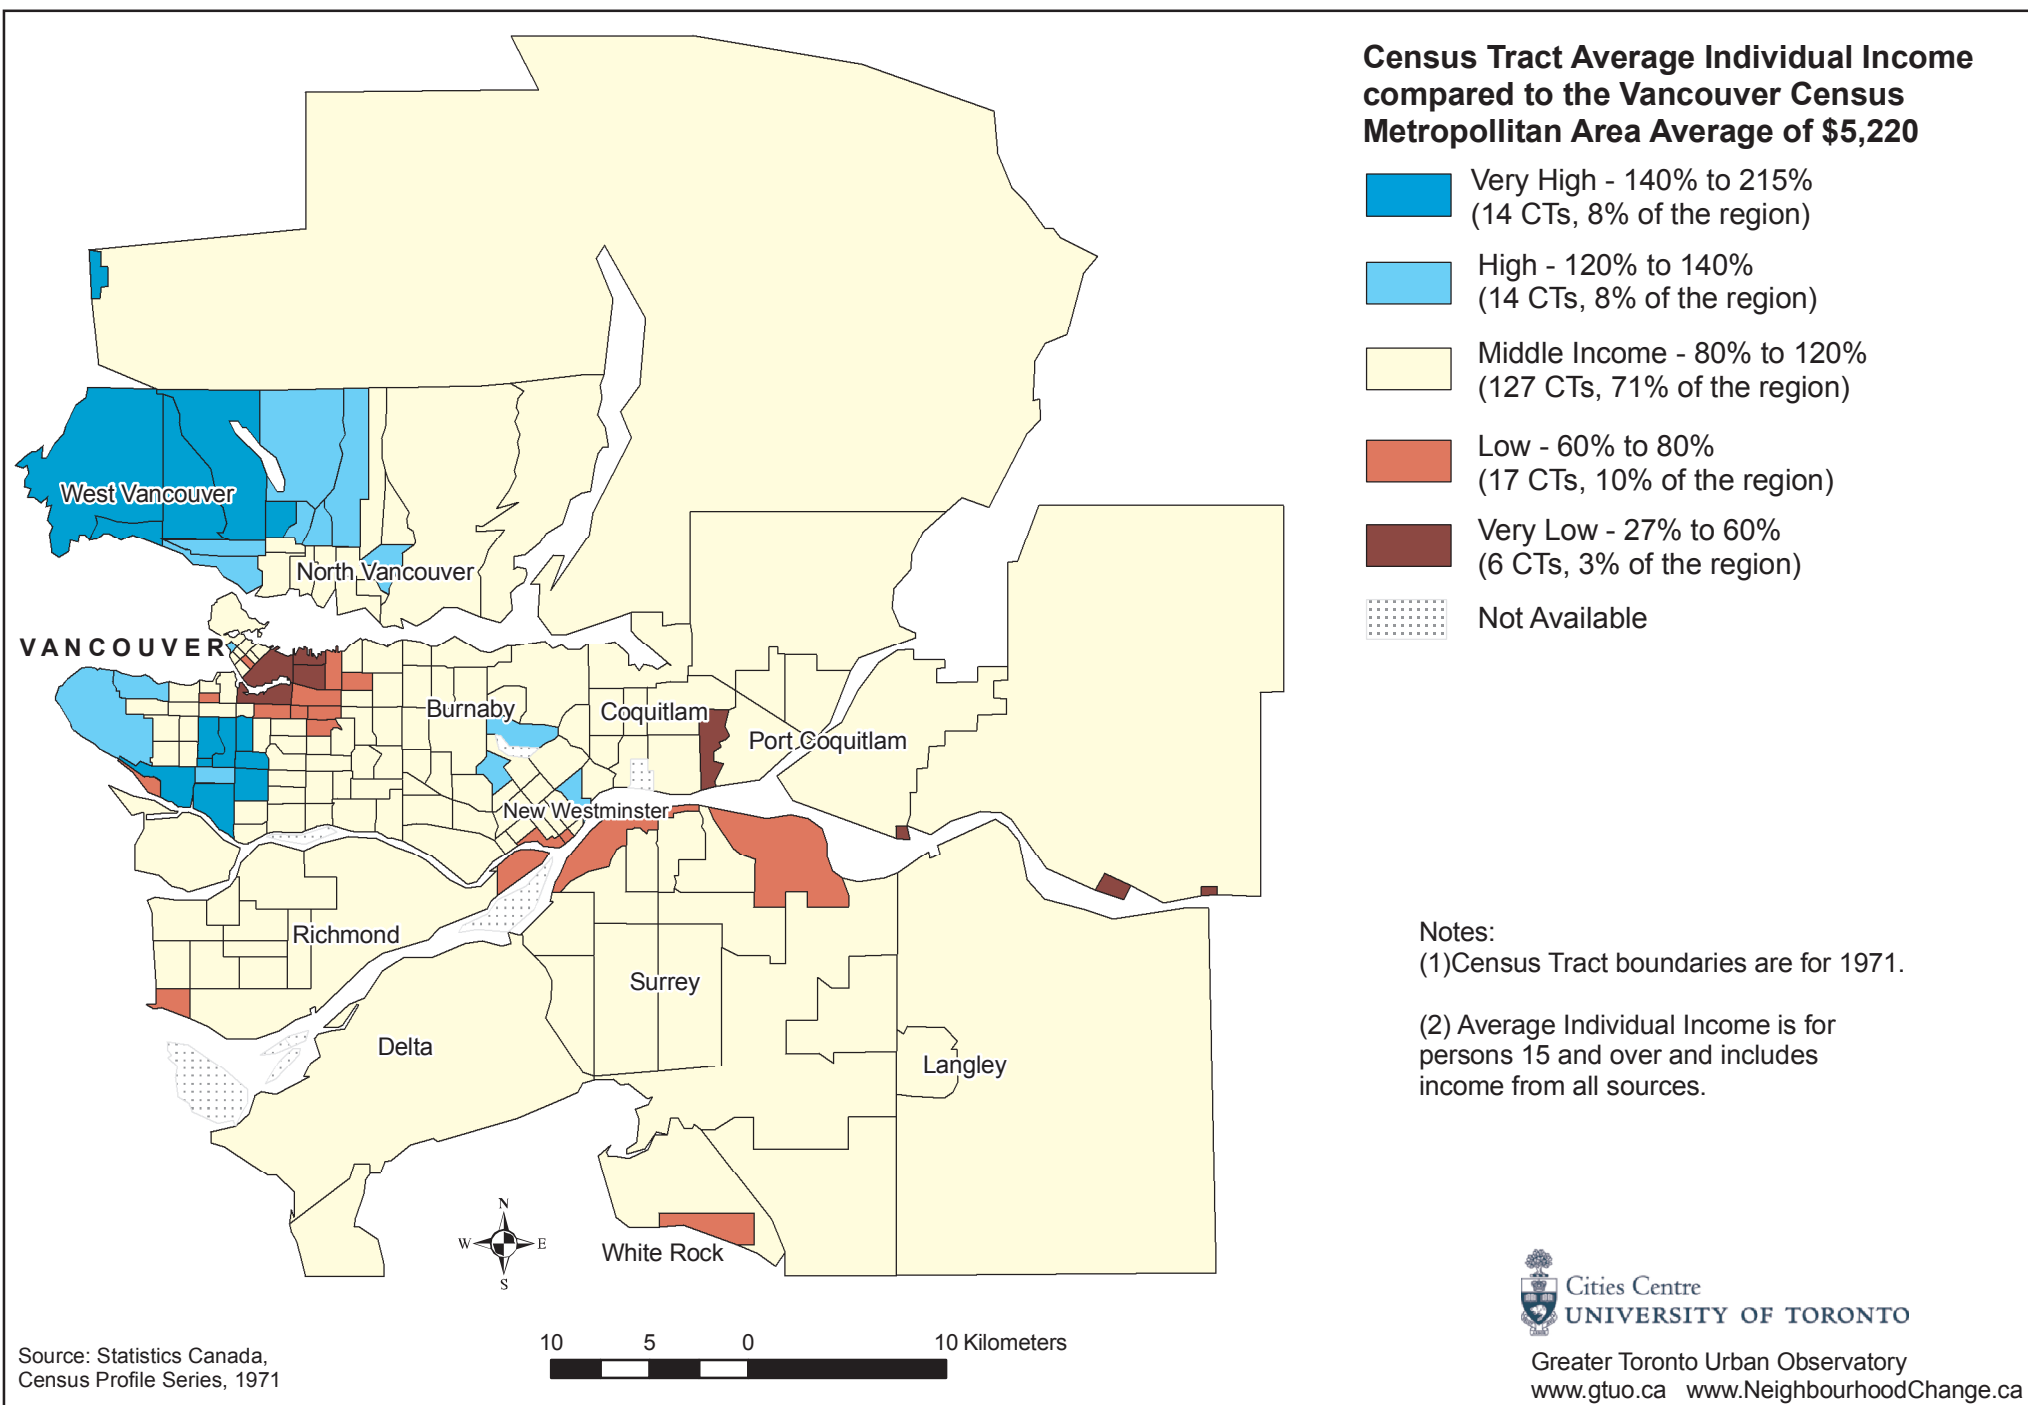 Census Tract Average Individual Income
compared to the Vancouver Census
Metropollitan Area Average of $5,220
Very High - 140% to 215%
(14 CTs, 8% of the region)
High - 120% to 140%
(14 CTs, 8% of the region)
Middle Income - 80% to 120%
(127 CTs, 71% of the region)
Low - 60% to 80%
(17 CTs, 10% of the region)
Very Low - 27% to 60%
(6 CTs, 3% of the region)
Not Available
West Vancouver
North Vancouver
VANCOUVER
Burnaby
Coquitlam
Port Coquitlam
New Westminster
Richmond
Surrey
Delta
Langley
White Rock
N
W E
S
Notes:
(1)Census Tract boundaries are for 1971.
(2) Average Individual Income is for
persons 15 and over and includes
income from all sources.
10 5 0 10 Kilometers
Source: Statistics Canada,
Census Profile Series, 1971
Cities Centre
UNIVERSITY OF TORONTO
Greater Toronto Urban Observatory
www.gtuo.ca www.NeighbourhoodChange.ca